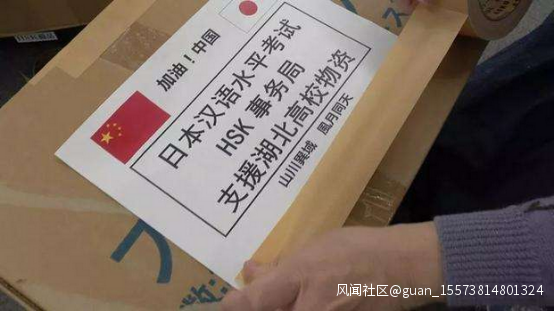 加油！中国
日本汉语水平考试
HSK 事务局
支援湖北高校物资
山川異域 風月同天
风闻社区@guan_15573814801324